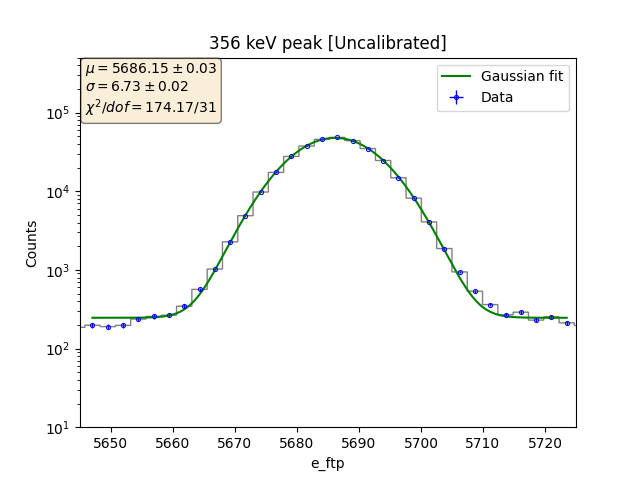 356 keV peak [Uncalibrated]
μ = 5686.15 ± 0.03
σ = 6.73 ± 0.02
χ²/dof = 174.17/31
Gaussian fit
Data
10⁵
10⁴
10³
10²
10¹
Counts
5650 5660 5670 5680 5690 5700 5710 5720
e_ftp